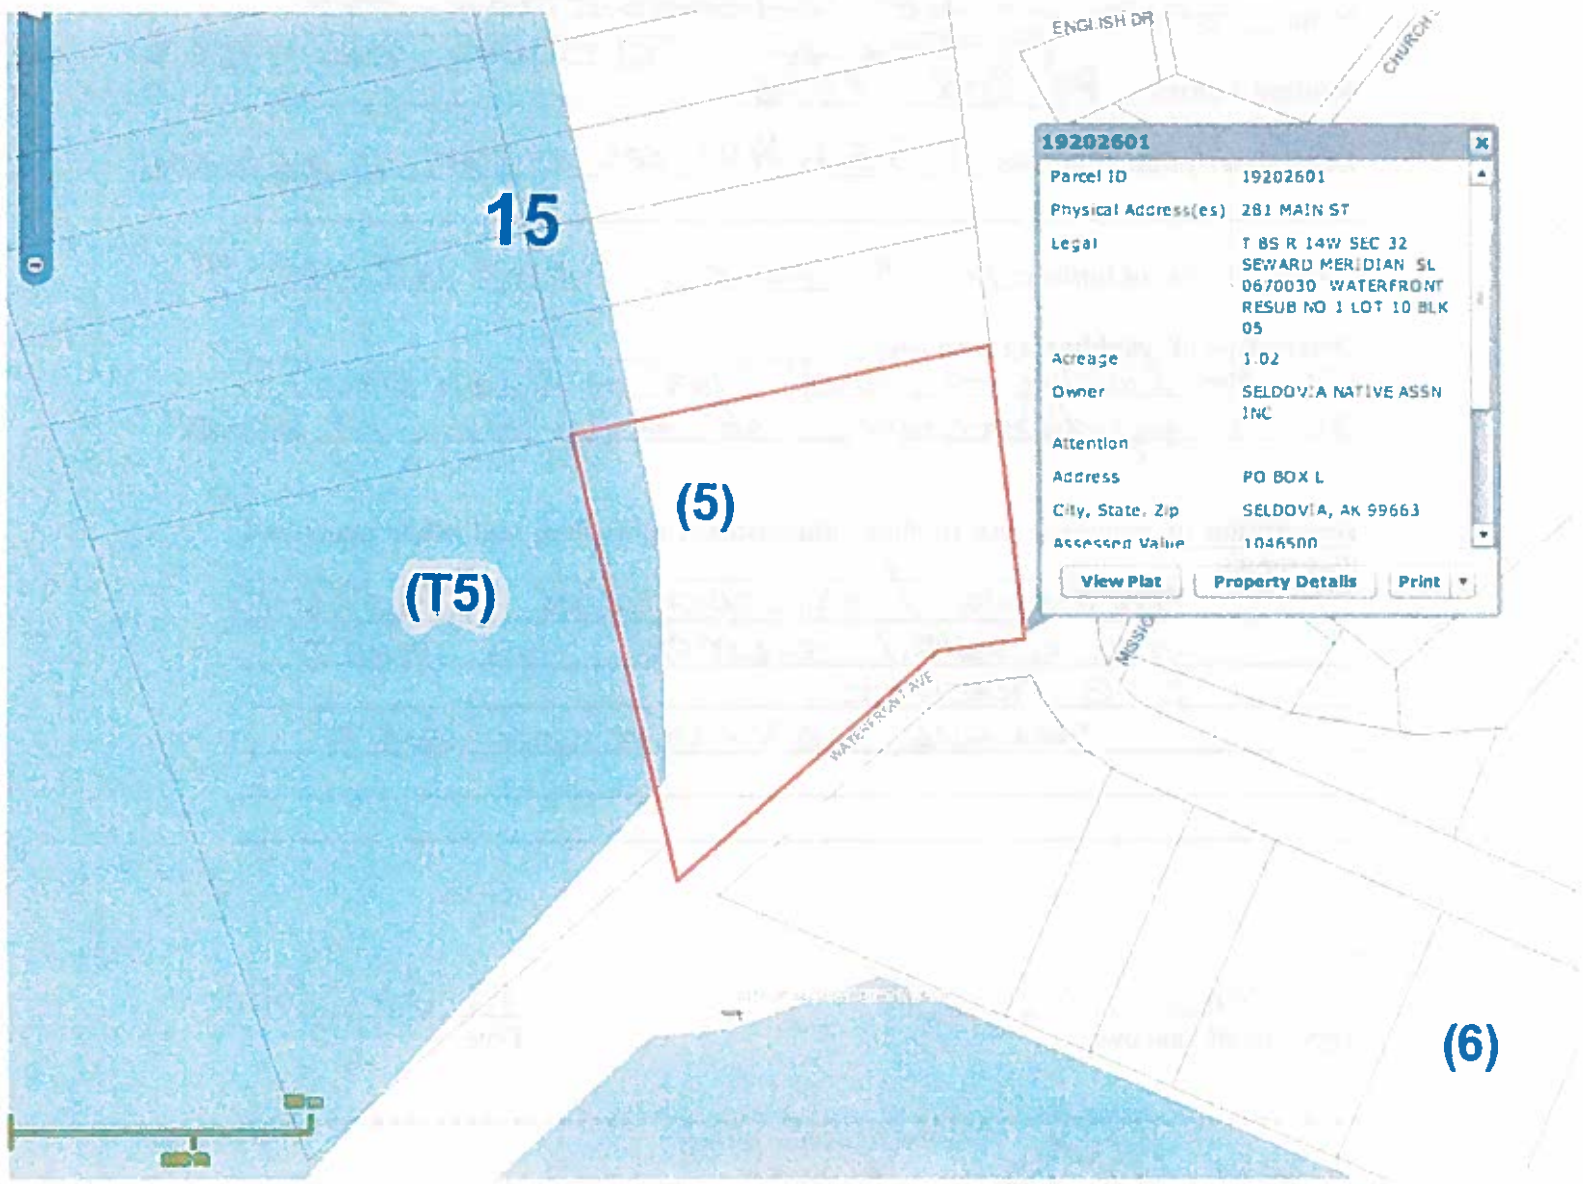 ENGLISH DR
CHURCH
15
19202601
x
Parcel ID 19202601
Physical Address(es) 281 MAIN ST
Legal T 8S R 14W SEC 32
SEWARD MERIDIAN SL
0670030 WATERFRONT
RESUB NO 1 LOT 10 BLK
05
Acreage 1.02
Owner SELDOVIA NATIVE ASSN
INC
Attention
Address PO BOX L
City, State, Zip SELDOVIA, AK 99663
Assessed Value 1046500
View Plat Property Details Print
(5)
(T5)
MISSIO
WATERFRONT AVE
(6)